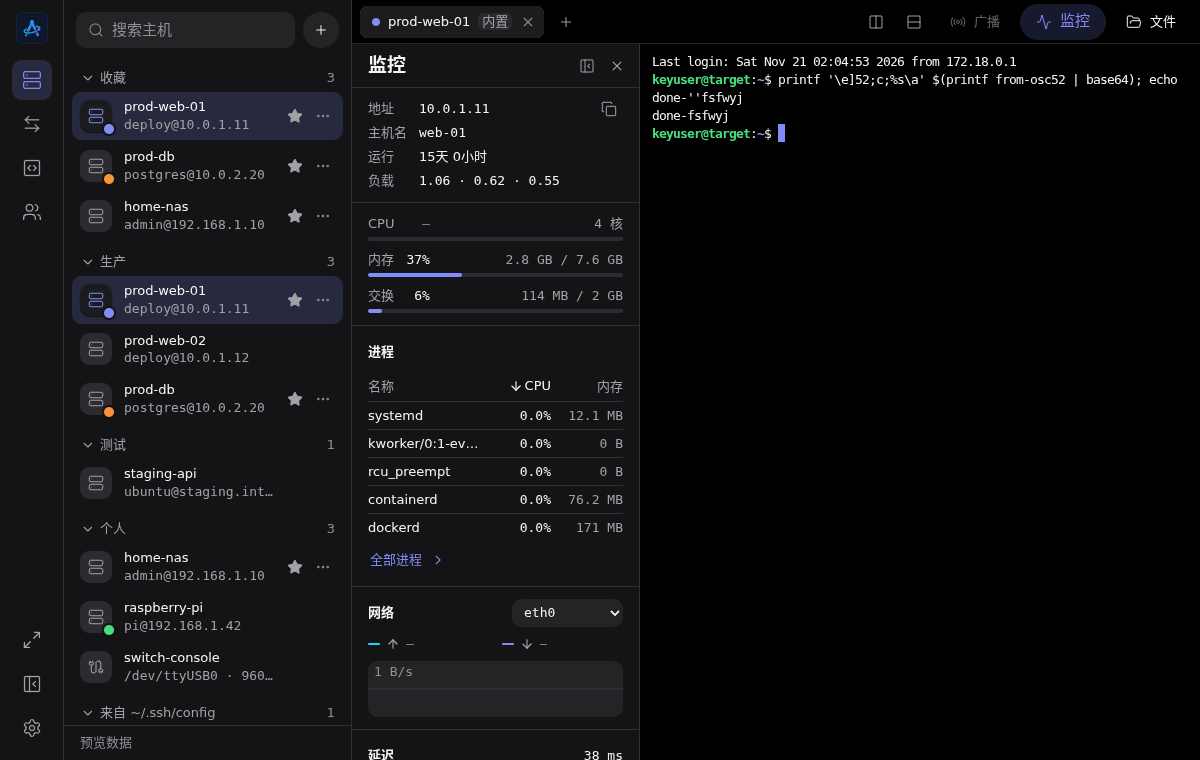 搜索主机
收藏 3
prod-web-01
deploy@10.0.1.11
prod-db
postgres@10.0.2.20
home-nas
admin@192.168.1.10
生产 3
prod-web-01
deploy@10.0.1.11
prod-web-02
deploy@10.0.1.12
prod-db
postgres@10.0.2.20
测试 1
staging-api
ubuntu@staging.int…
个人 3
home-nas
admin@192.168.1.10
raspberry-pi
pi@192.168.1.42
switch-console
/dev/ttyUSB0 · 960…
来自 ~/.ssh/config 1
预览数据
prod-web-01 内置
广播 监控 文件
监控
地址 10.0.1.11
主机名 web-01
运行 15天 0小时
负载 1.06 · 0.62 · 0.55
CPU — 4 核
内存 37% 2.8 GB / 7.6 GB
交换 6% 114 MB / 2 GB
进程
名称 CPU 内存
systemd 0.0% 12.1 MB
kworker/0:1-ev… 0.0% 0 B
rcu_preempt 0.0% 0 B
containerd 0.0% 76.2 MB
dockerd 0.0% 171 MB
全部进程
网络 eth0
— —
1 B/s
延迟 38 ms
Last login: Sat Nov 21 02:04:53 2026 from 172.18.0.1
keyuser@target:~$ printf '\e]52;c;%s\a' $(printf from-osc52 | base64); echo
done-''fsfwyj
done-fsfwyj
keyuser@target:~$